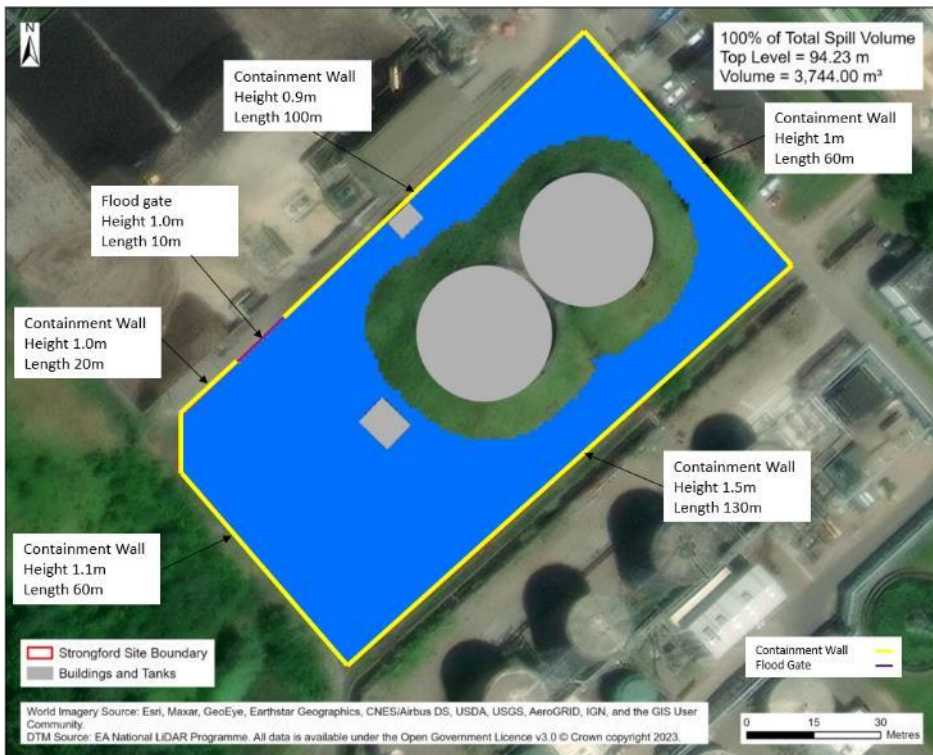 N
100% of Total Spill Volume
Top Level = 94.23 m
Volume = 3,744.00 m³
Containment Wall
Height 0.9m
Length 100m
Containment Wall
Height 1m
Length 60m
Flood gate
Height 1.0m
Length 10m
Containment Wall
Height 1.0m
Length 20m
Containment Wall
Height 1.5m
Length 130m
Containment Wall
Height 1.1m
Length 60m
Strongford Site Boundary
Buildings and Tanks
Containment Wall
Flood Gate
World Imagery Source: Esri, Maxar, GeoEye, Earthstar Geographics, CNES/Airbus DS, USDA, USGS, AeroGRID, IGN, and the GIS User
Community.
DTM Source: EA National LiDAR Programme. All data is available under the Open Government Licence v3.0 © Crown copyright 2023.
0 15 30
Metres